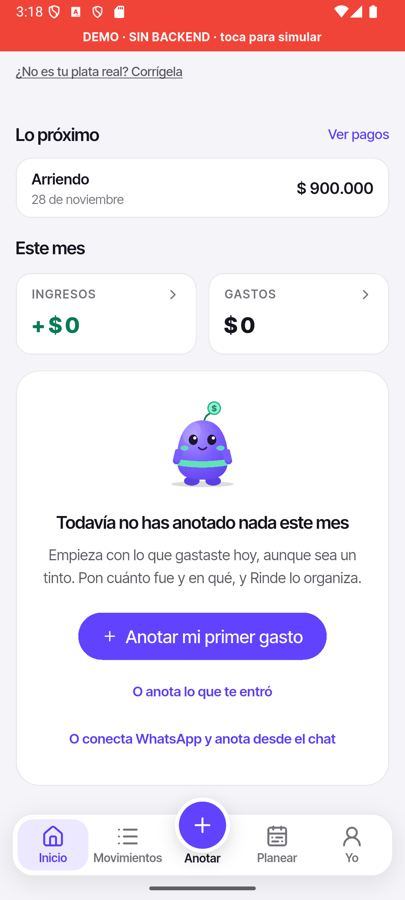 3:18
DEMO · SIN BACKEND · toca para simular
¿No es tu plata real? Corrígela
Lo próximo
Ver pagos
Arriendo
28 de noviembre
$ 900.000
Este mes
INGRESOS
+$0
GASTOS
$0
$
Todavía no has anotado nada este mes
Empieza con lo que gastaste hoy, aunque sea un
tinto. Pon cuánto fue y en qué, y Rinde lo organiza.
+ Anotar mi primer gasto
O anota lo que te entró
O conecta WhatsApp y anota desde el chat
Inicio
Movimientos
Anotar
Planear
Yo